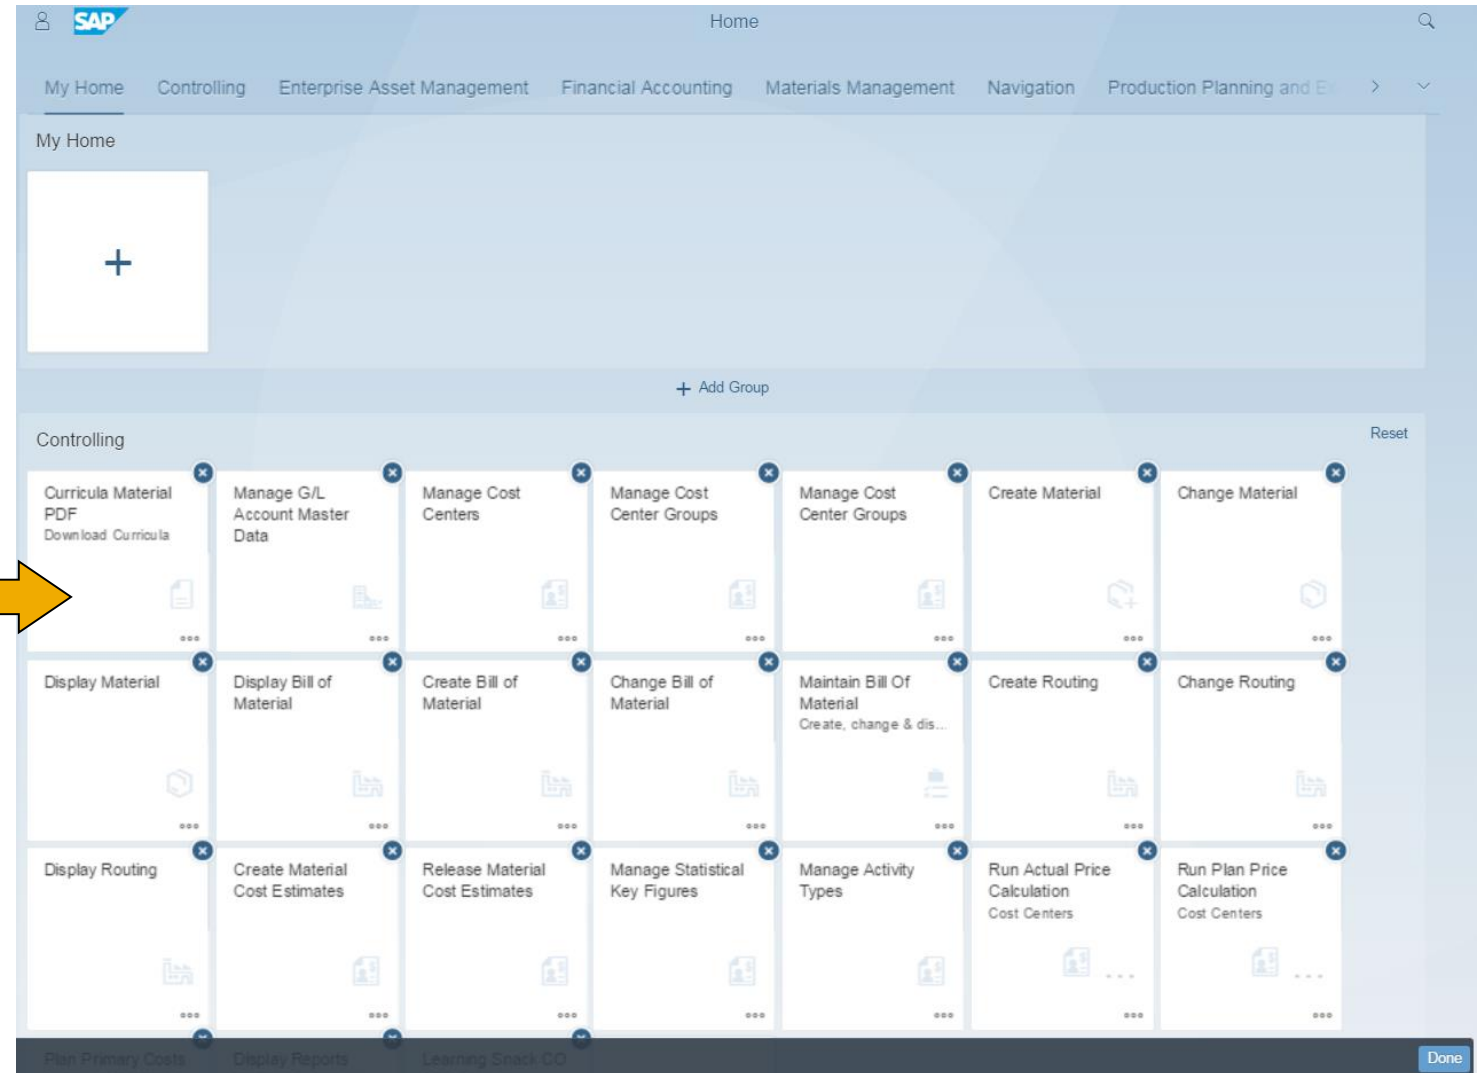 SAP
Home
My Home
Controlling
Enterprise Asset Management
Financial Accounting
Materials Management
Navigation
Production Planning and Ex
My Home
+
+ Add Group
Controlling
Reset
Curricula Material
PDF
Download Curricula
Manage G/L
Account Master
Data
Manage Cost
Centers
Manage Cost
Center Groups
Manage Cost
Center Groups
Create Material
Change Material
Display Material
Display Bill of
Material
Create Bill of
Material
Change Bill of
Material
Maintain Bill Of
Material
Create, change & dis...
Create Routing
Change Routing
Display Routing
Create Material
Cost Estimates
Release Material
Cost Estimates
Manage Statistical
Key Figures
Manage Activity
Types
Run Actual Price
Calculation
Cost Centers
Run Plan Price
Calculation
Cost Centers
Plan Primary Costs
Display Reports
Learning Snack CO
Done